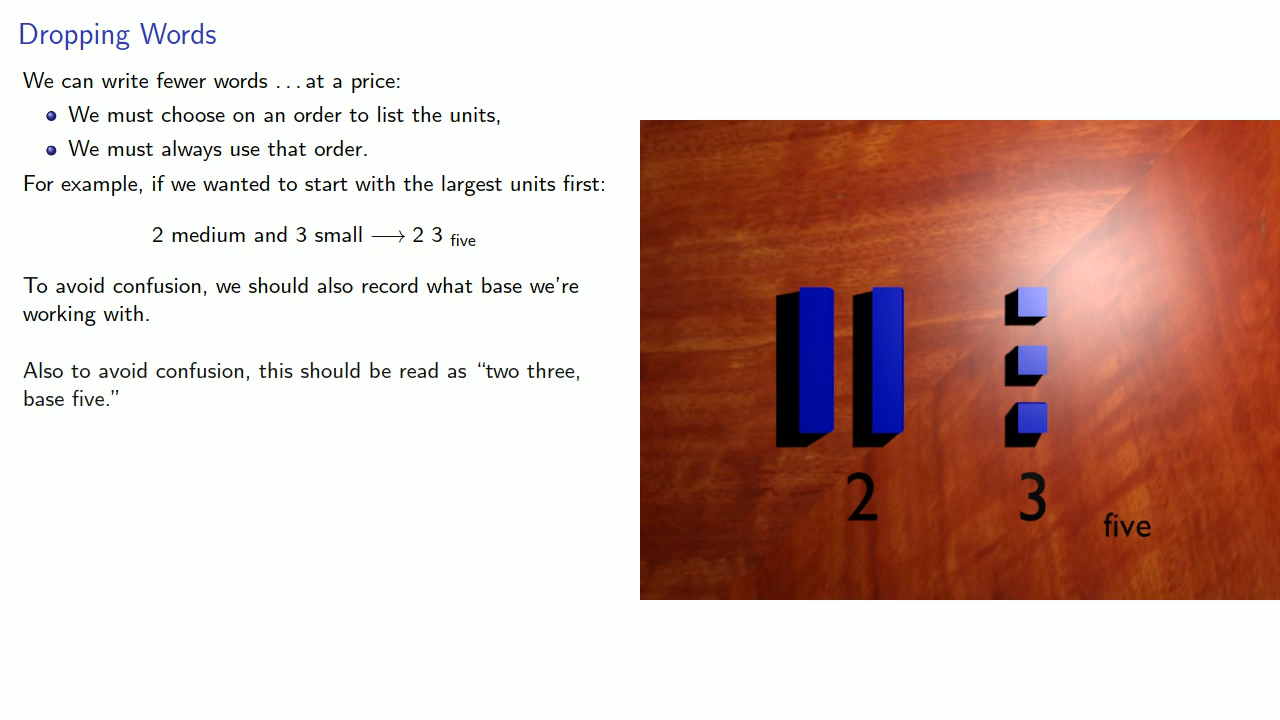 Dropping Words
We can write fewer words ... at a price:
We must choose on an order to list the units,
We must always use that order.
For example, if we wanted to start with the largest units first:
2 medium and 3 small ⟶ 2 3 five
To avoid confusion, we should also record what base we're
working with.
Also to avoid confusion, this should be read as “two three,
base five.”
2 3 five